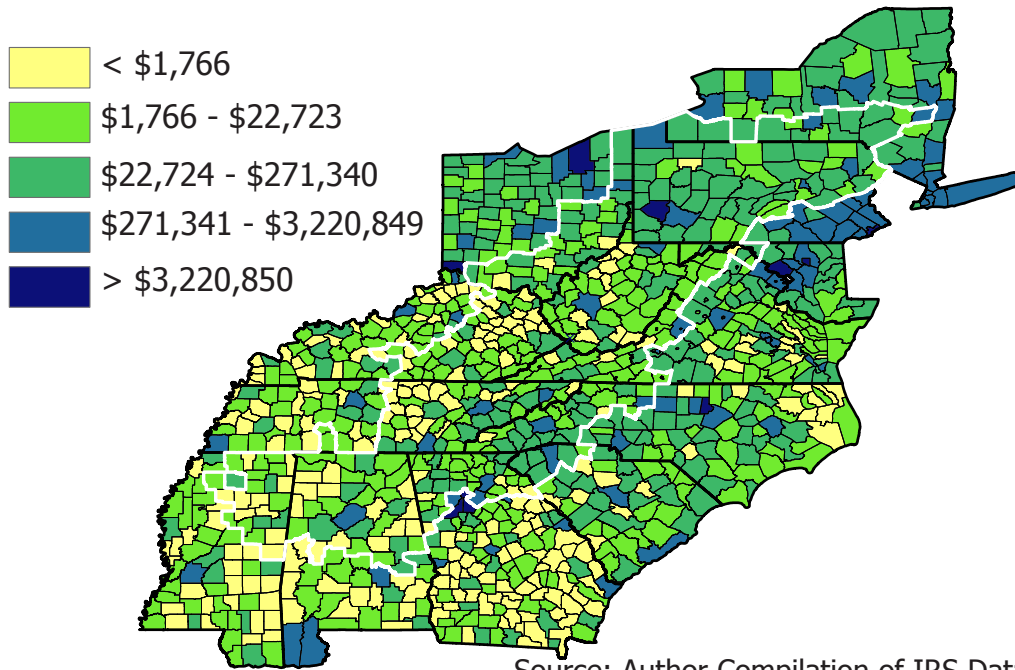 < $1,766
$1,766 - $22,723
$22,724 - $271,340
$271,341 - $3,220,849
> $3,220,850
Source: Author Compilation of IRS Data